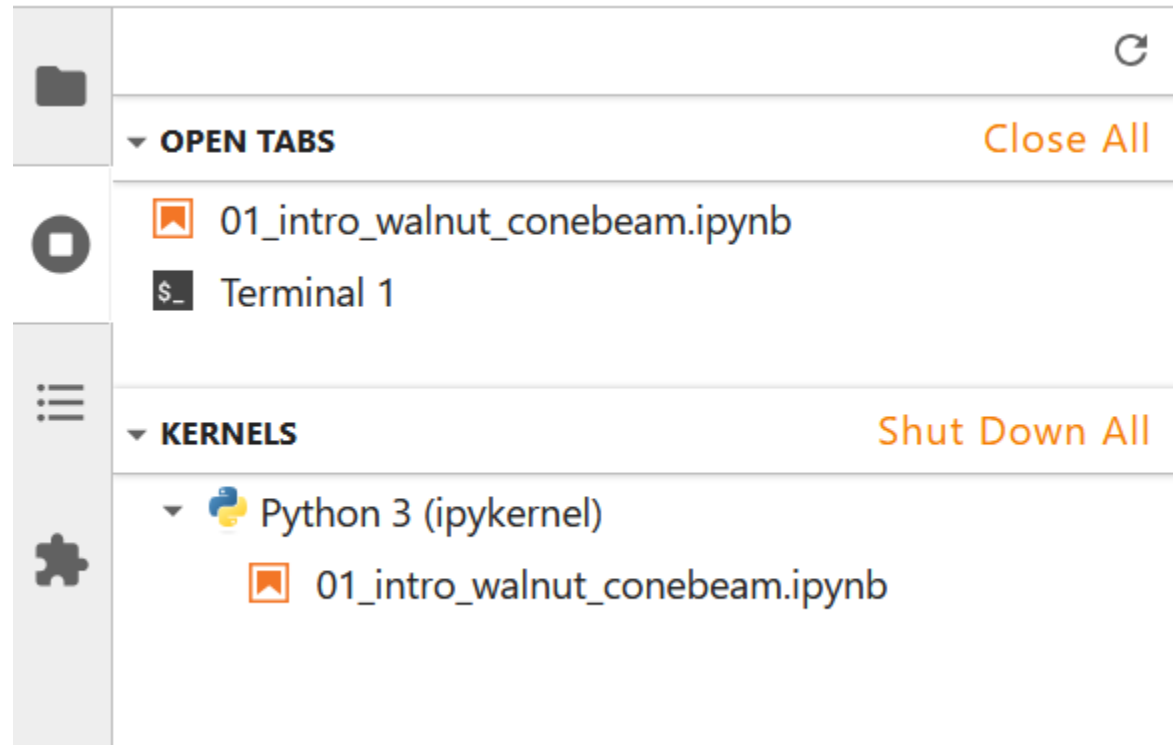 OPEN TABS Close All
01_intro_walnut_conebeam.ipynb
$_ Terminal 1
KERNELS Shut Down All
Python 3 (ipykernel)
01_intro_walnut_conebeam.ipynb